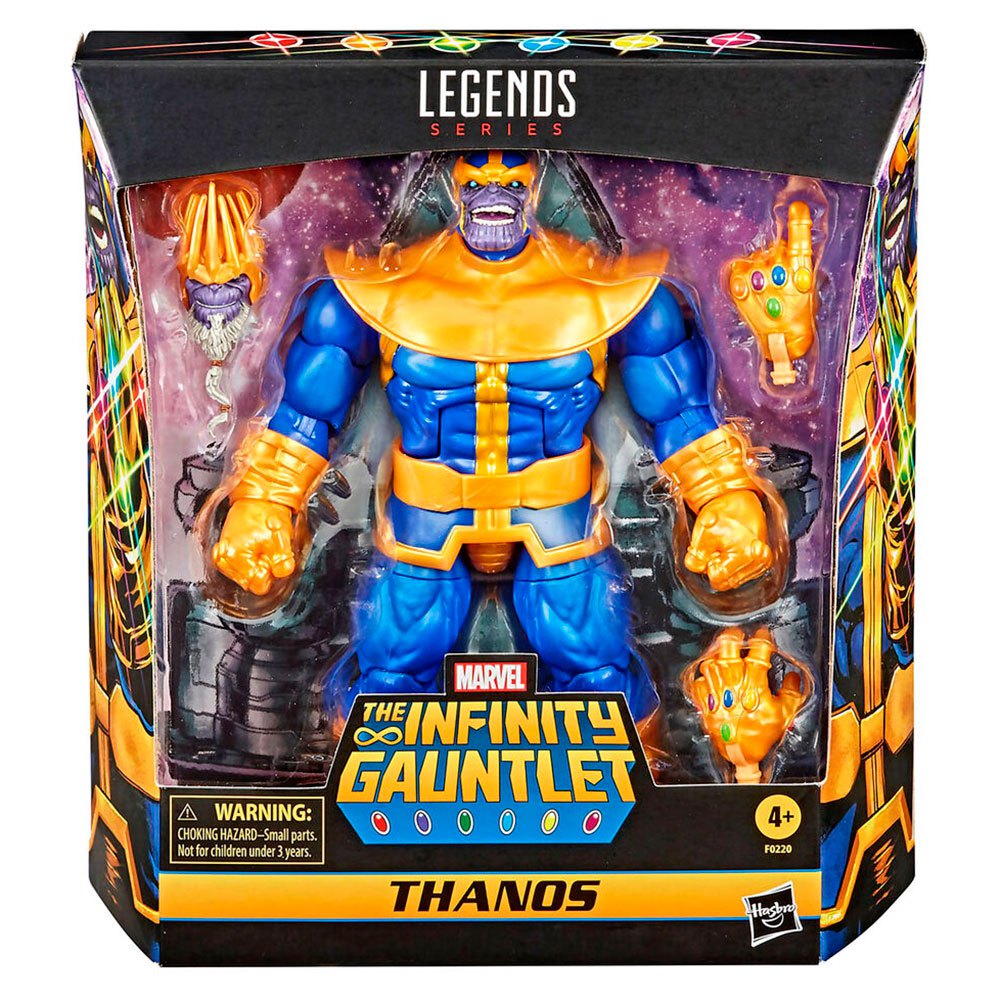 LEGENDS
SERIES
MARVEL
THE INFINITY
GAUNTLET
WARNING:
CHOKING HAZARD–Small parts.
Not for children under 3 years.
4+
F0220
THANOS
Hasbro